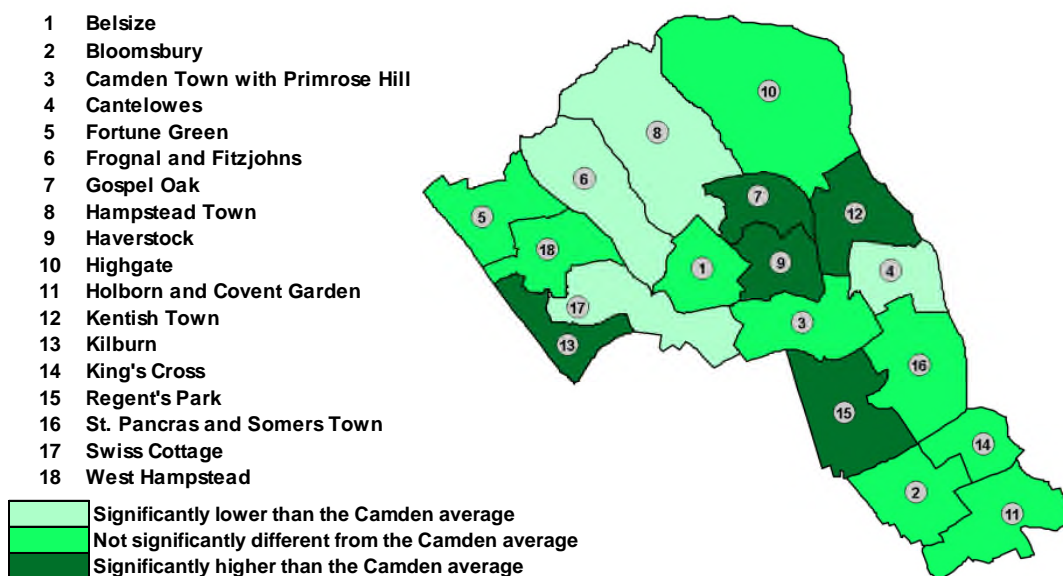 1 Belsize
2 Bloomsbury
3 Camden Town with Primrose Hill
4 Cantelowes
5 Fortune Green
6 Frognal and Fitzjohns
7 Gospel Oak
8 Hampstead Town
9 Haverstock
10 Highgate
11 Holborn and Covent Garden
12 Kentish Town
13 Kilburn
14 King's Cross
15 Regent's Park
16 St. Pancras and Somers Town
17 Swiss Cottage
18 West Hampstead
Significantly lower than the Camden average
Not significantly different from the Camden average
Significantly higher than the Camden average
10
8
6
7
5
12
18
1
9
4
17
3
13
16
15
14
2
11